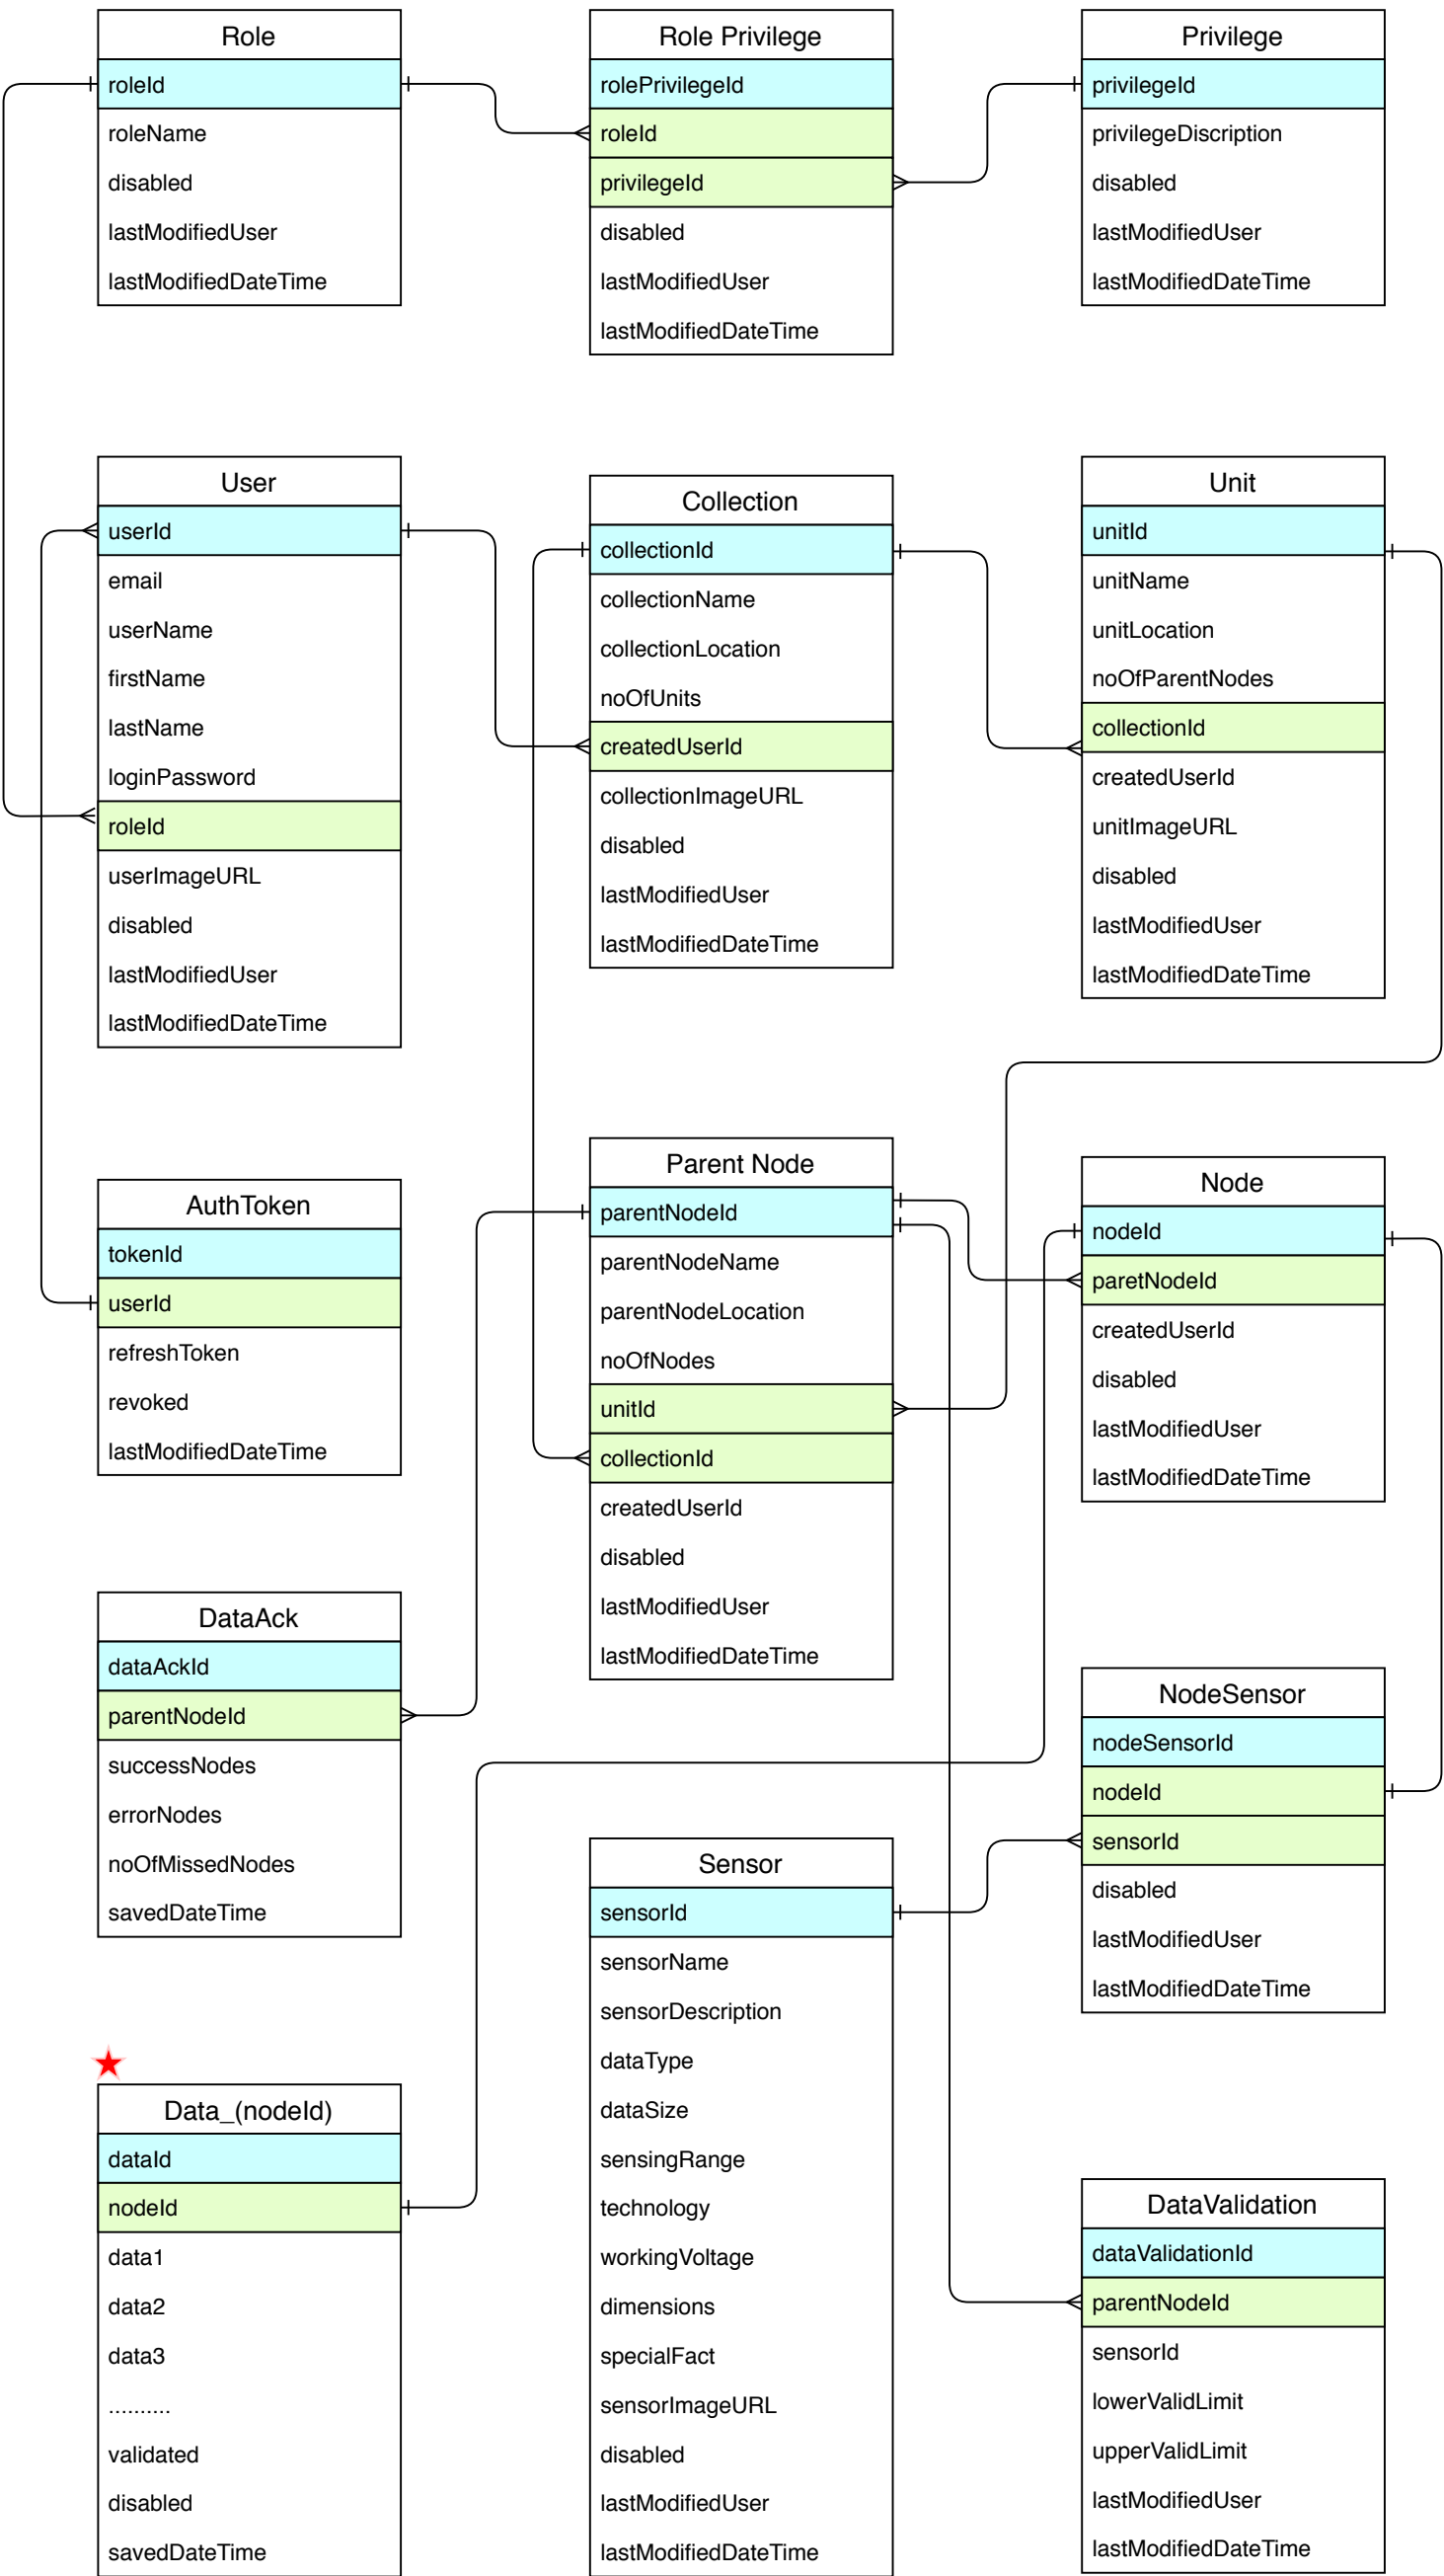 Role
roleId
roleName
disabled
lastModifiedUser
lastModifiedDateTime
Role Privilege
rolePrivilegeId
roleId
privilegeId
disabled
lastModifiedUser
lastModifiedDateTime
Privilege
privilegeId
privilegeDiscription
disabled
lastModifiedUser
lastModifiedDateTime
User
userId
email
userName
firstName
lastName
loginPassword
roleId
userImageURL
disabled
lastModifiedUser
lastModifiedDateTime
Collection
collectionId
collectionName
collectionLocation
noOfUnits
createdUserId
collectionImageURL
disabled
lastModifiedUser
lastModifiedDateTime
Unit
unitId
unitName
unitLocation
noOfParentNodes
collectionId
createdUserId
unitImageURL
disabled
lastModifiedUser
lastModifiedDateTime
AuthToken
tokenId
userId
refreshToken
revoked
lastModifiedDateTime
Parent Node
parentNodeId
parentNodeName
parentNodeLocation
noOfNodes
unitId
collectionId
createdUserId
disabled
lastModifiedUser
lastModifiedDateTime
Node
nodeId
paretNodeId
createdUserId
disabled
lastModifiedUser
lastModifiedDateTime
DataAck
dataAckId
parentNodeId
successNodes
errorNodes
noOfMissedNodes
savedDateTime
NodeSensor
nodeSensorId
nodeId
sensorId
disabled
lastModifiedUser
lastModifiedDateTime
Data_(nodeId)
dataId
nodeId
data1
data2
data3
..........
validated
disabled
savedDateTime
Sensor
sensorId
sensorName
sensorDescription
dataType
dataSize
sensingRange
technology
workingVoltage
dimensions
specialFact
sensorImageURL
disabled
lastModifiedUser
lastModifiedDateTime
DataValidation
dataValidationId
parentNodeId
sensorId
lowerValidLimit
upperValidLimit
lastModifiedUser
lastModifiedDateTime